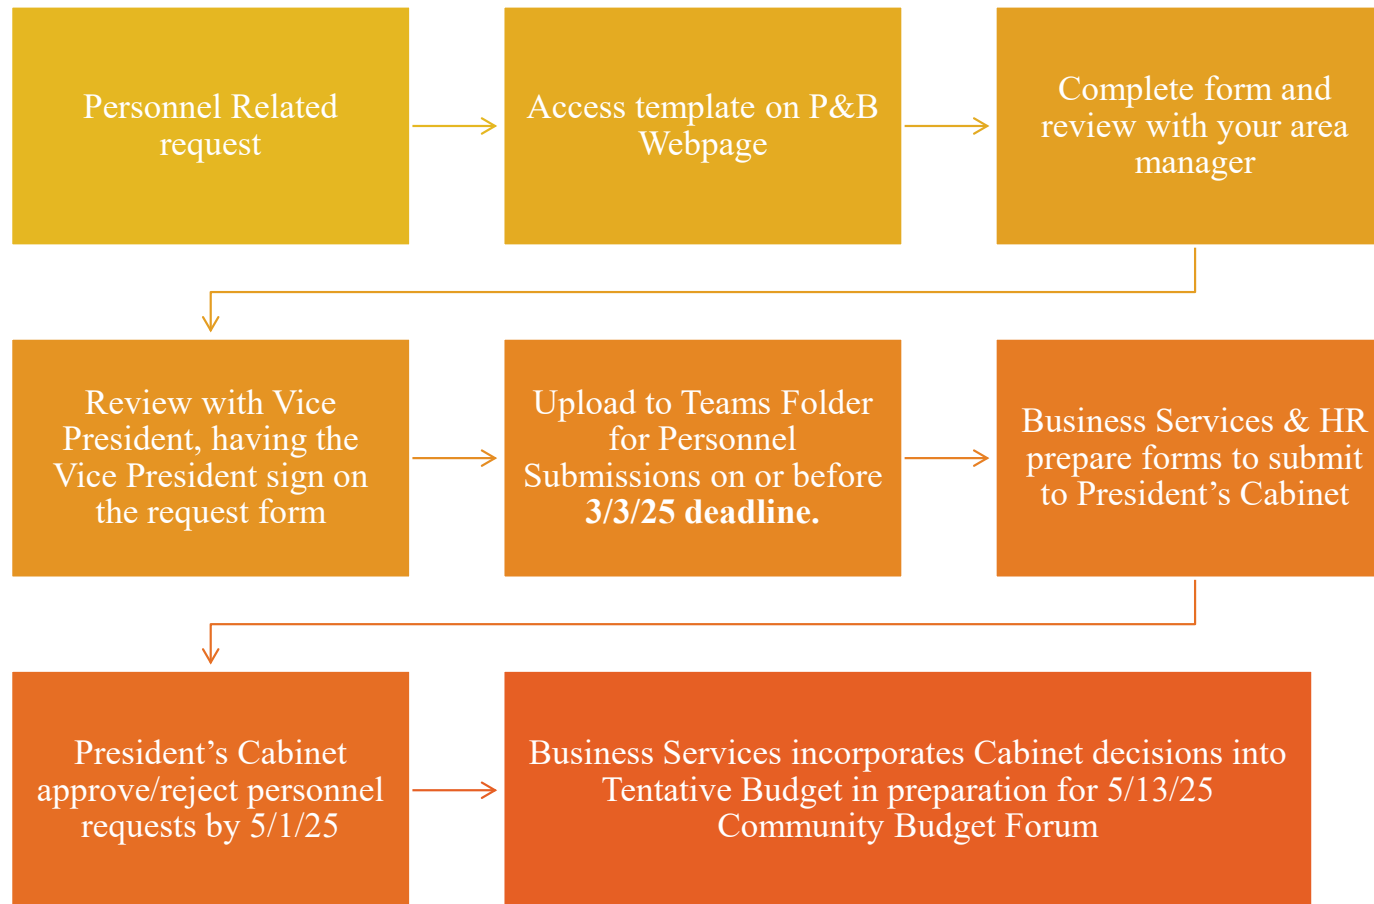 Personnel Related
request
Access template on P&B
Webpage
Complete form and
review with your area
manager
Review with Vice
President, having the
Vice President sign on
the request form
Upload to Teams Folder
for Personnel
Submissions on or before
3/3/25 deadline.
Business Services & HR
prepare forms to submit
to President’s Cabinet
President’s Cabinet
approve/reject personnel
requests by 5/1/25
Business Services incorporates Cabinet decisions into
Tentative Budget in preparation for 5/13/25
Community Budget Forum